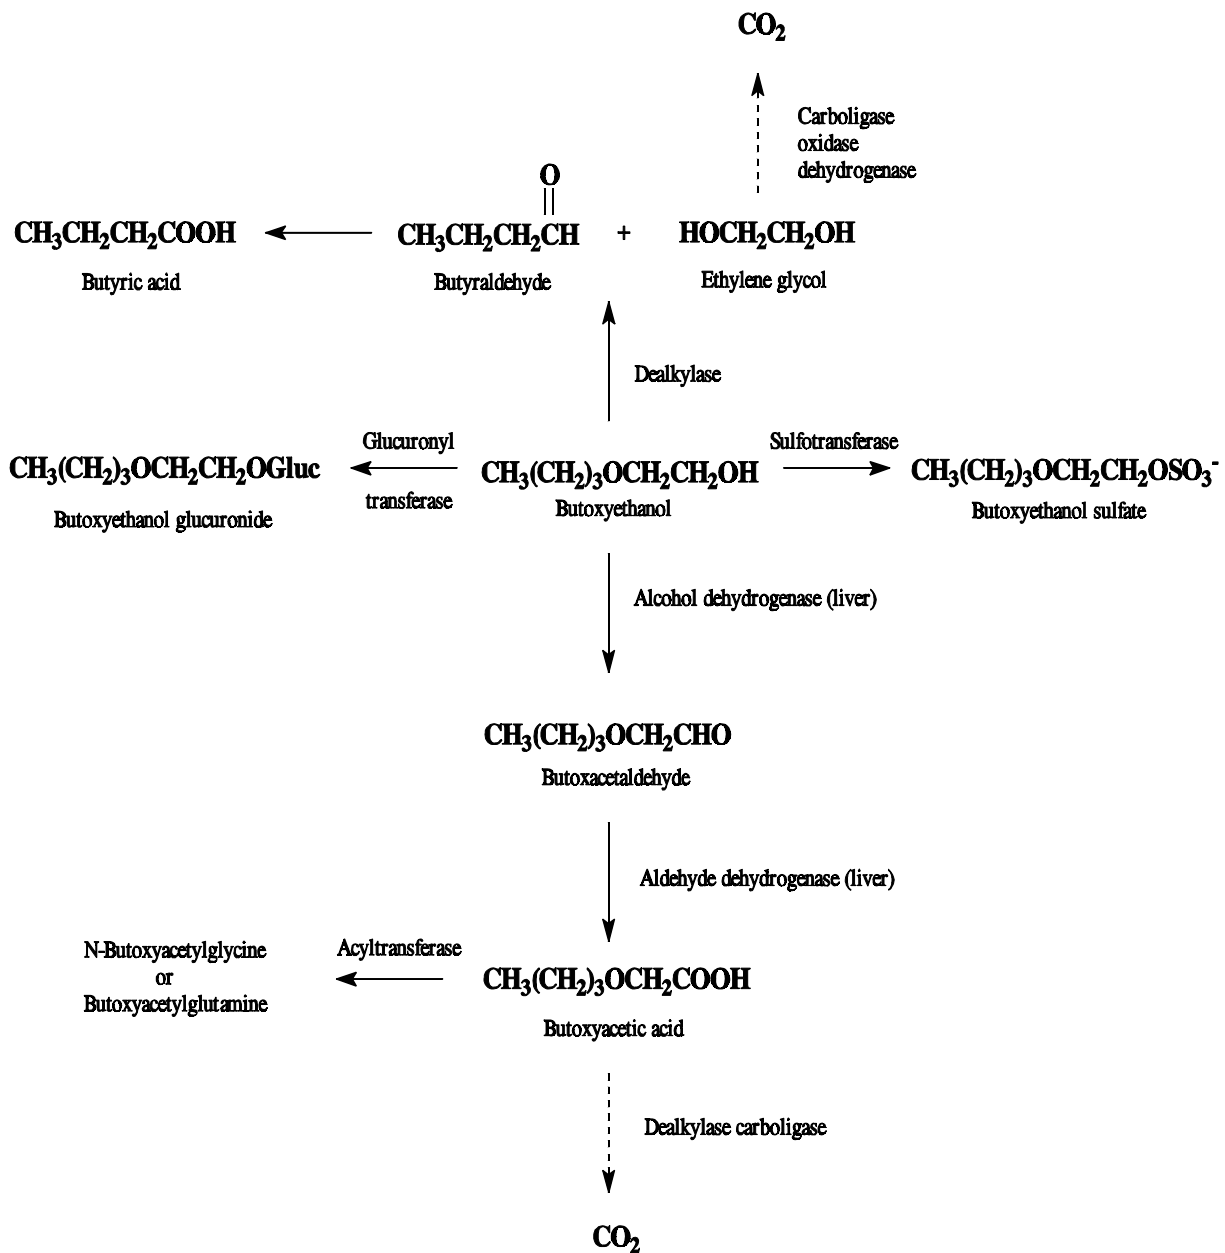 CO₂
Carboligase
oxidase
dehydrogenase
O
CH₃CH₂CH₂COOH
CH₃CH₂CH₂CH
+
HOCH₂CH₂OH
Butyric acid
Butyraldehyde
Ethylene glycol
Dealkylase
Glucuronyl
transferase
Sulfotransferase
CH₃(CH₂)₃OCH₂CH₂OGluc
CH₃(CH₂)₃OCH₂CH₂OH
CH₃(CH₂)₃OCH₂CH₂OSO₃⁻
Butoxyethanol glucuronide
Butoxyethanol
Butoxyethanol sulfate
Alcohol dehydrogenase (liver)
CH₃(CH₂)₃OCH₂CHO
Butoxacetaldehyde
Aldehyde dehydrogenase (liver)
N-Butoxyacetylglycine
or
Butoxyacetylglutamine
Acyltransferase
CH₃(CH₂)₃OCH₂COOH
Butoxyacetic acid
Dealkylase carboligase
CO₂